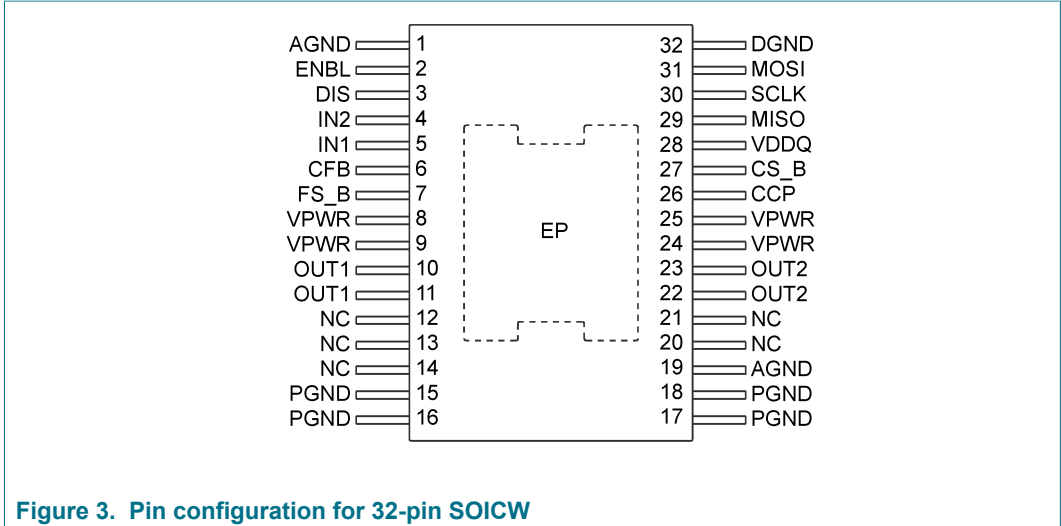 AGND 1 32 DGND
ENBL 2 31 MOSI
DIS 3 30 SCLK
IN2 4 29 MISO
IN1 5 28 VDDQ
CFB 6 27 CS_B
FS_B 7 26 CCP
VPWR 8 25 VPWR
VPWR 9 24 VPWR
EP
OUT1 10 23 OUT2
OUT1 11 22 OUT2
NC 12 21 NC
NC 13 20 NC
NC 14 19 AGND
PGND 15 18 PGND
PGND 16 17 PGND
Figure 3. Pin configuration for 32-pin SOICW